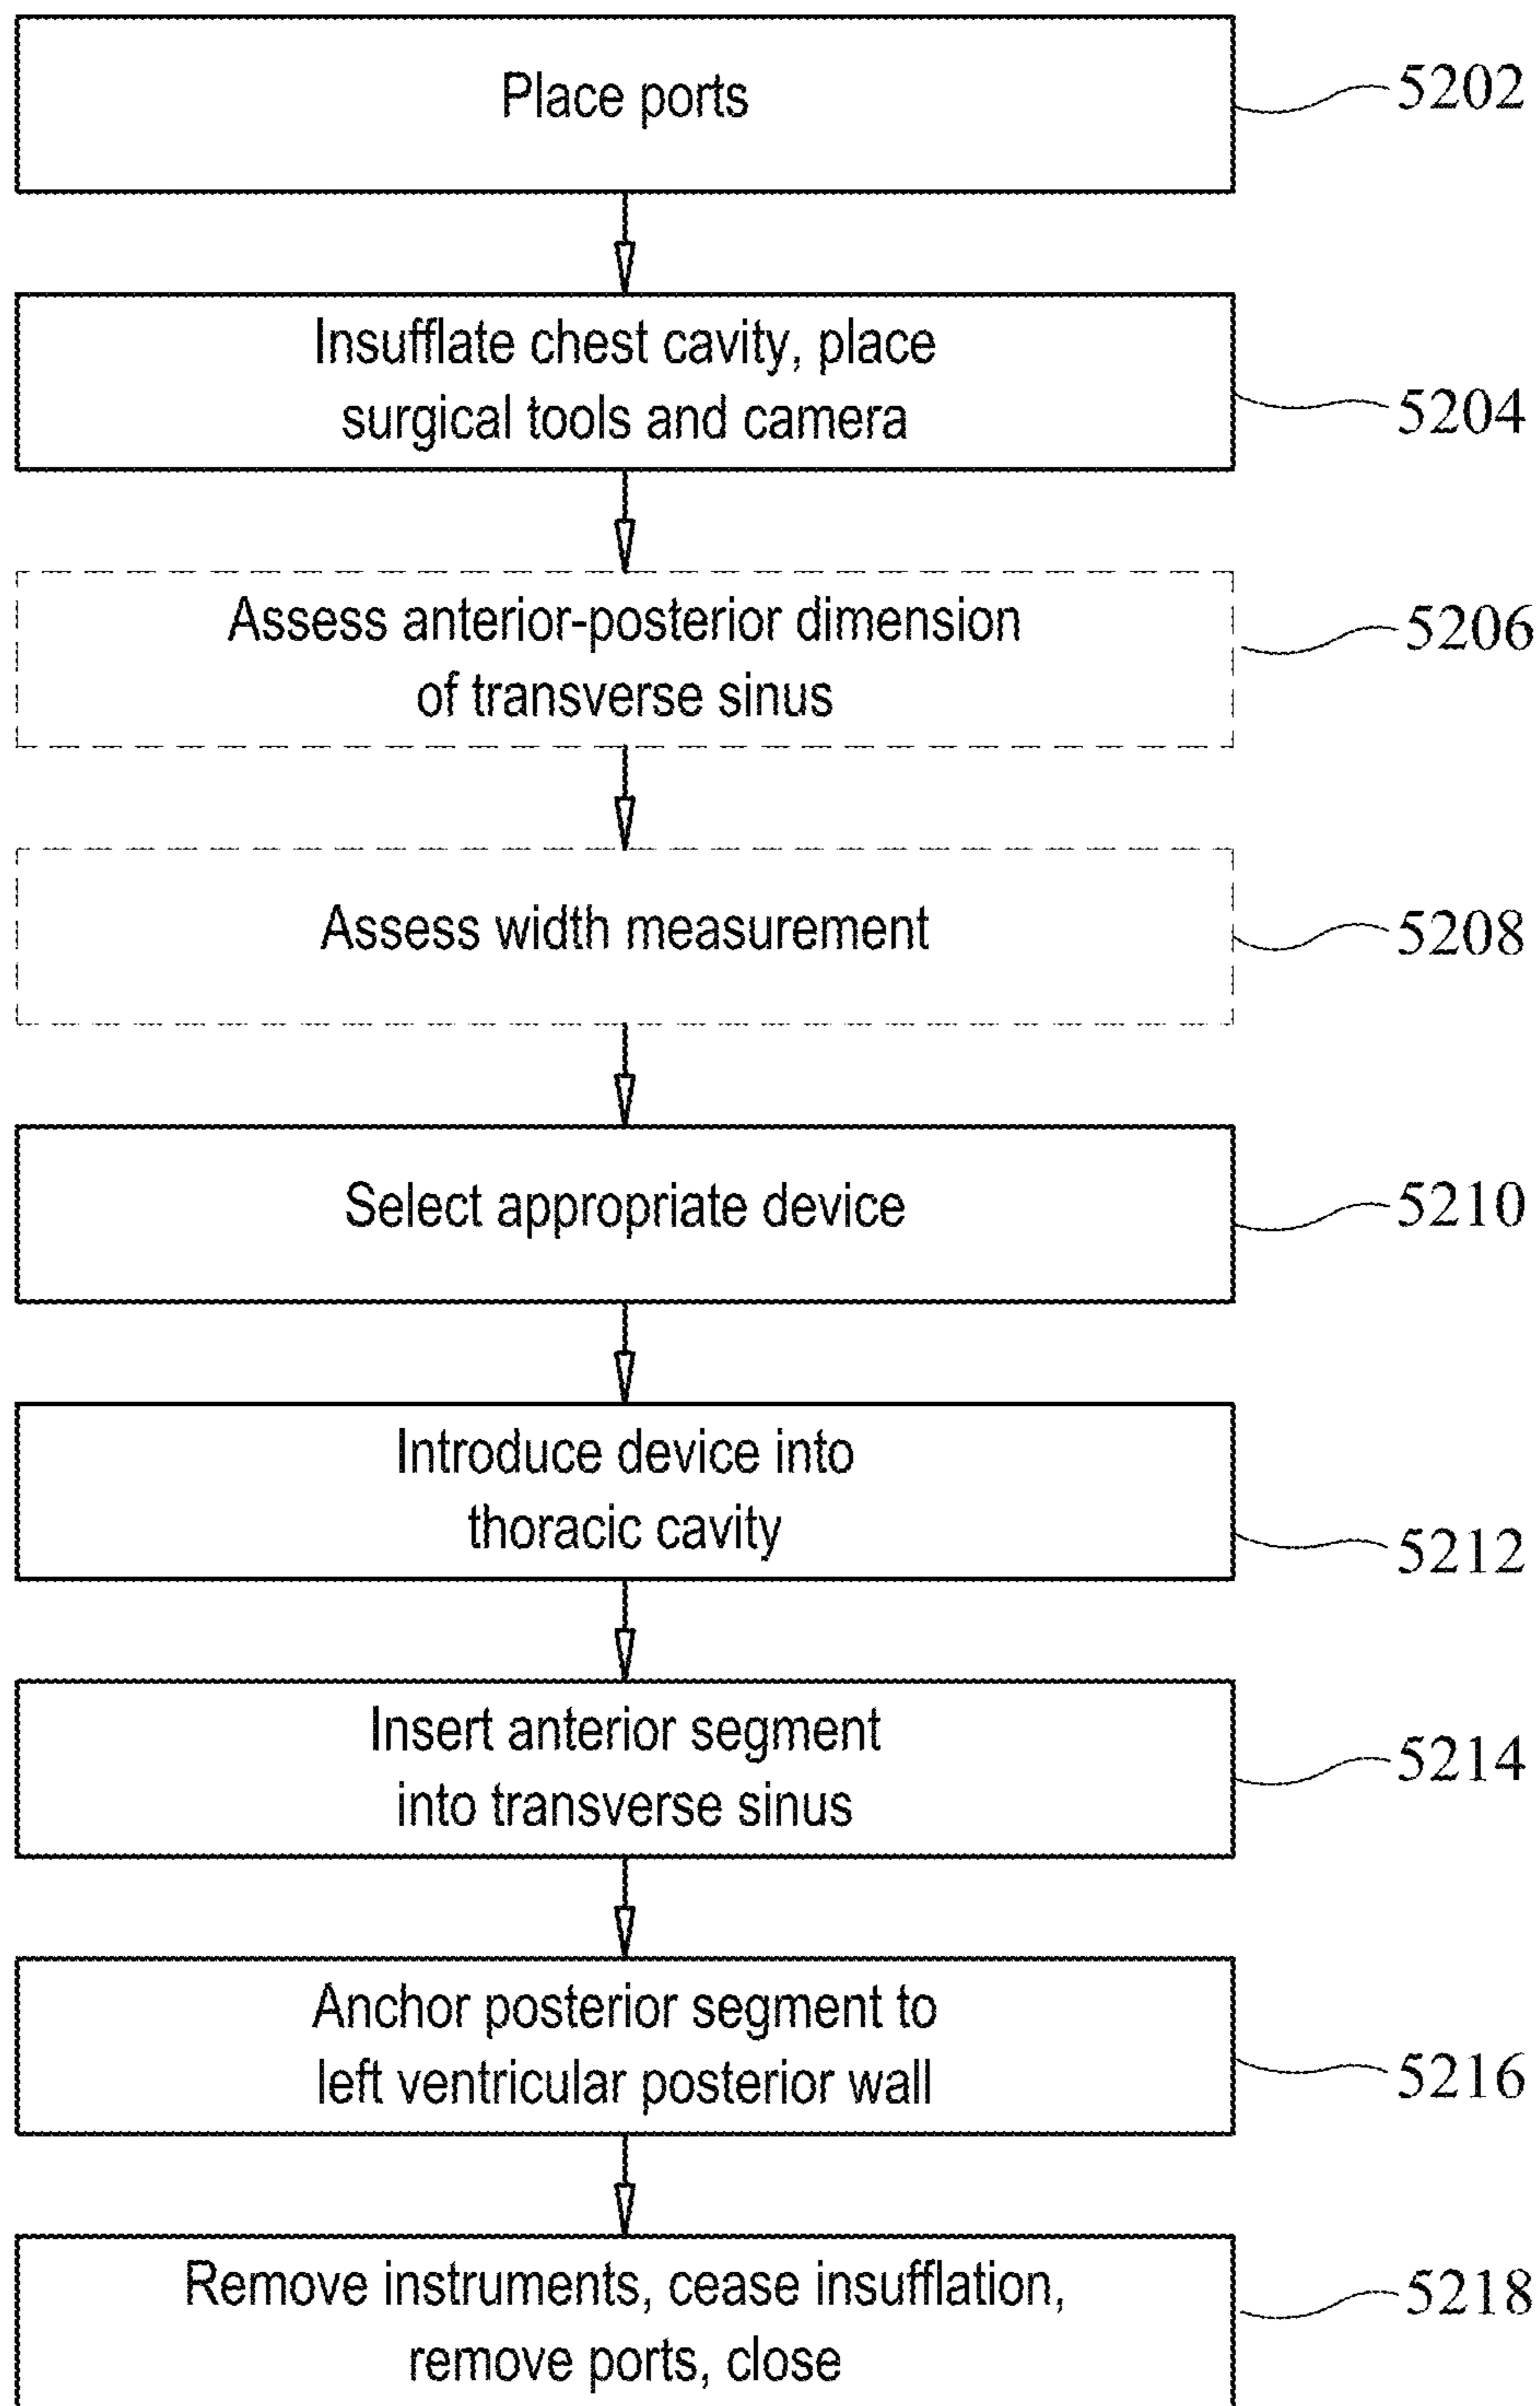 Place ports
5202
Insufflate chest cavity, place
surgical tools and camera
5204
Assess anterior-posterior dimension
of transverse sinus
5206
Assess width measurement
5208
Select appropriate device
5210
Introduce device into
thoracic cavity
5212
Insert anterior segment
into transverse sinus
5214
Anchor posterior segment to
left ventricular posterior wall
5216
Remove instruments, cease insufflation,
remove ports, close
5218